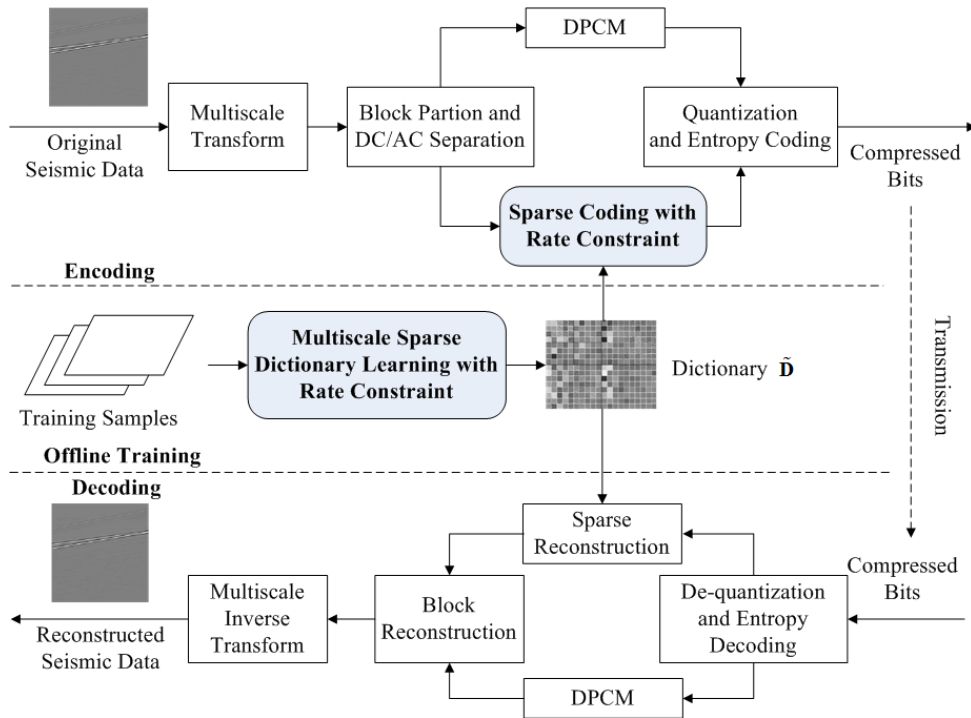 DPCM
Multiscale
Transform
Block Partion and
DC/AC Separation
Quantization
and Entropy Coding
Original
Seismic Data
Compressed
Bits
Sparse Coding with
Rate Constraint
Encoding
Multiscale Sparse
Dictionary Learning with
Rate Constraint
Dictionary D̃
Transmission
Training Samples
Offline Training
Decoding
Sparse
Reconstruction
Compressed
Bits
Multiscale
Inverse
Transform
Block
Reconstruction
De-quantization
and Entropy
Decoding
Reconstructed
Seismic Data
DPCM